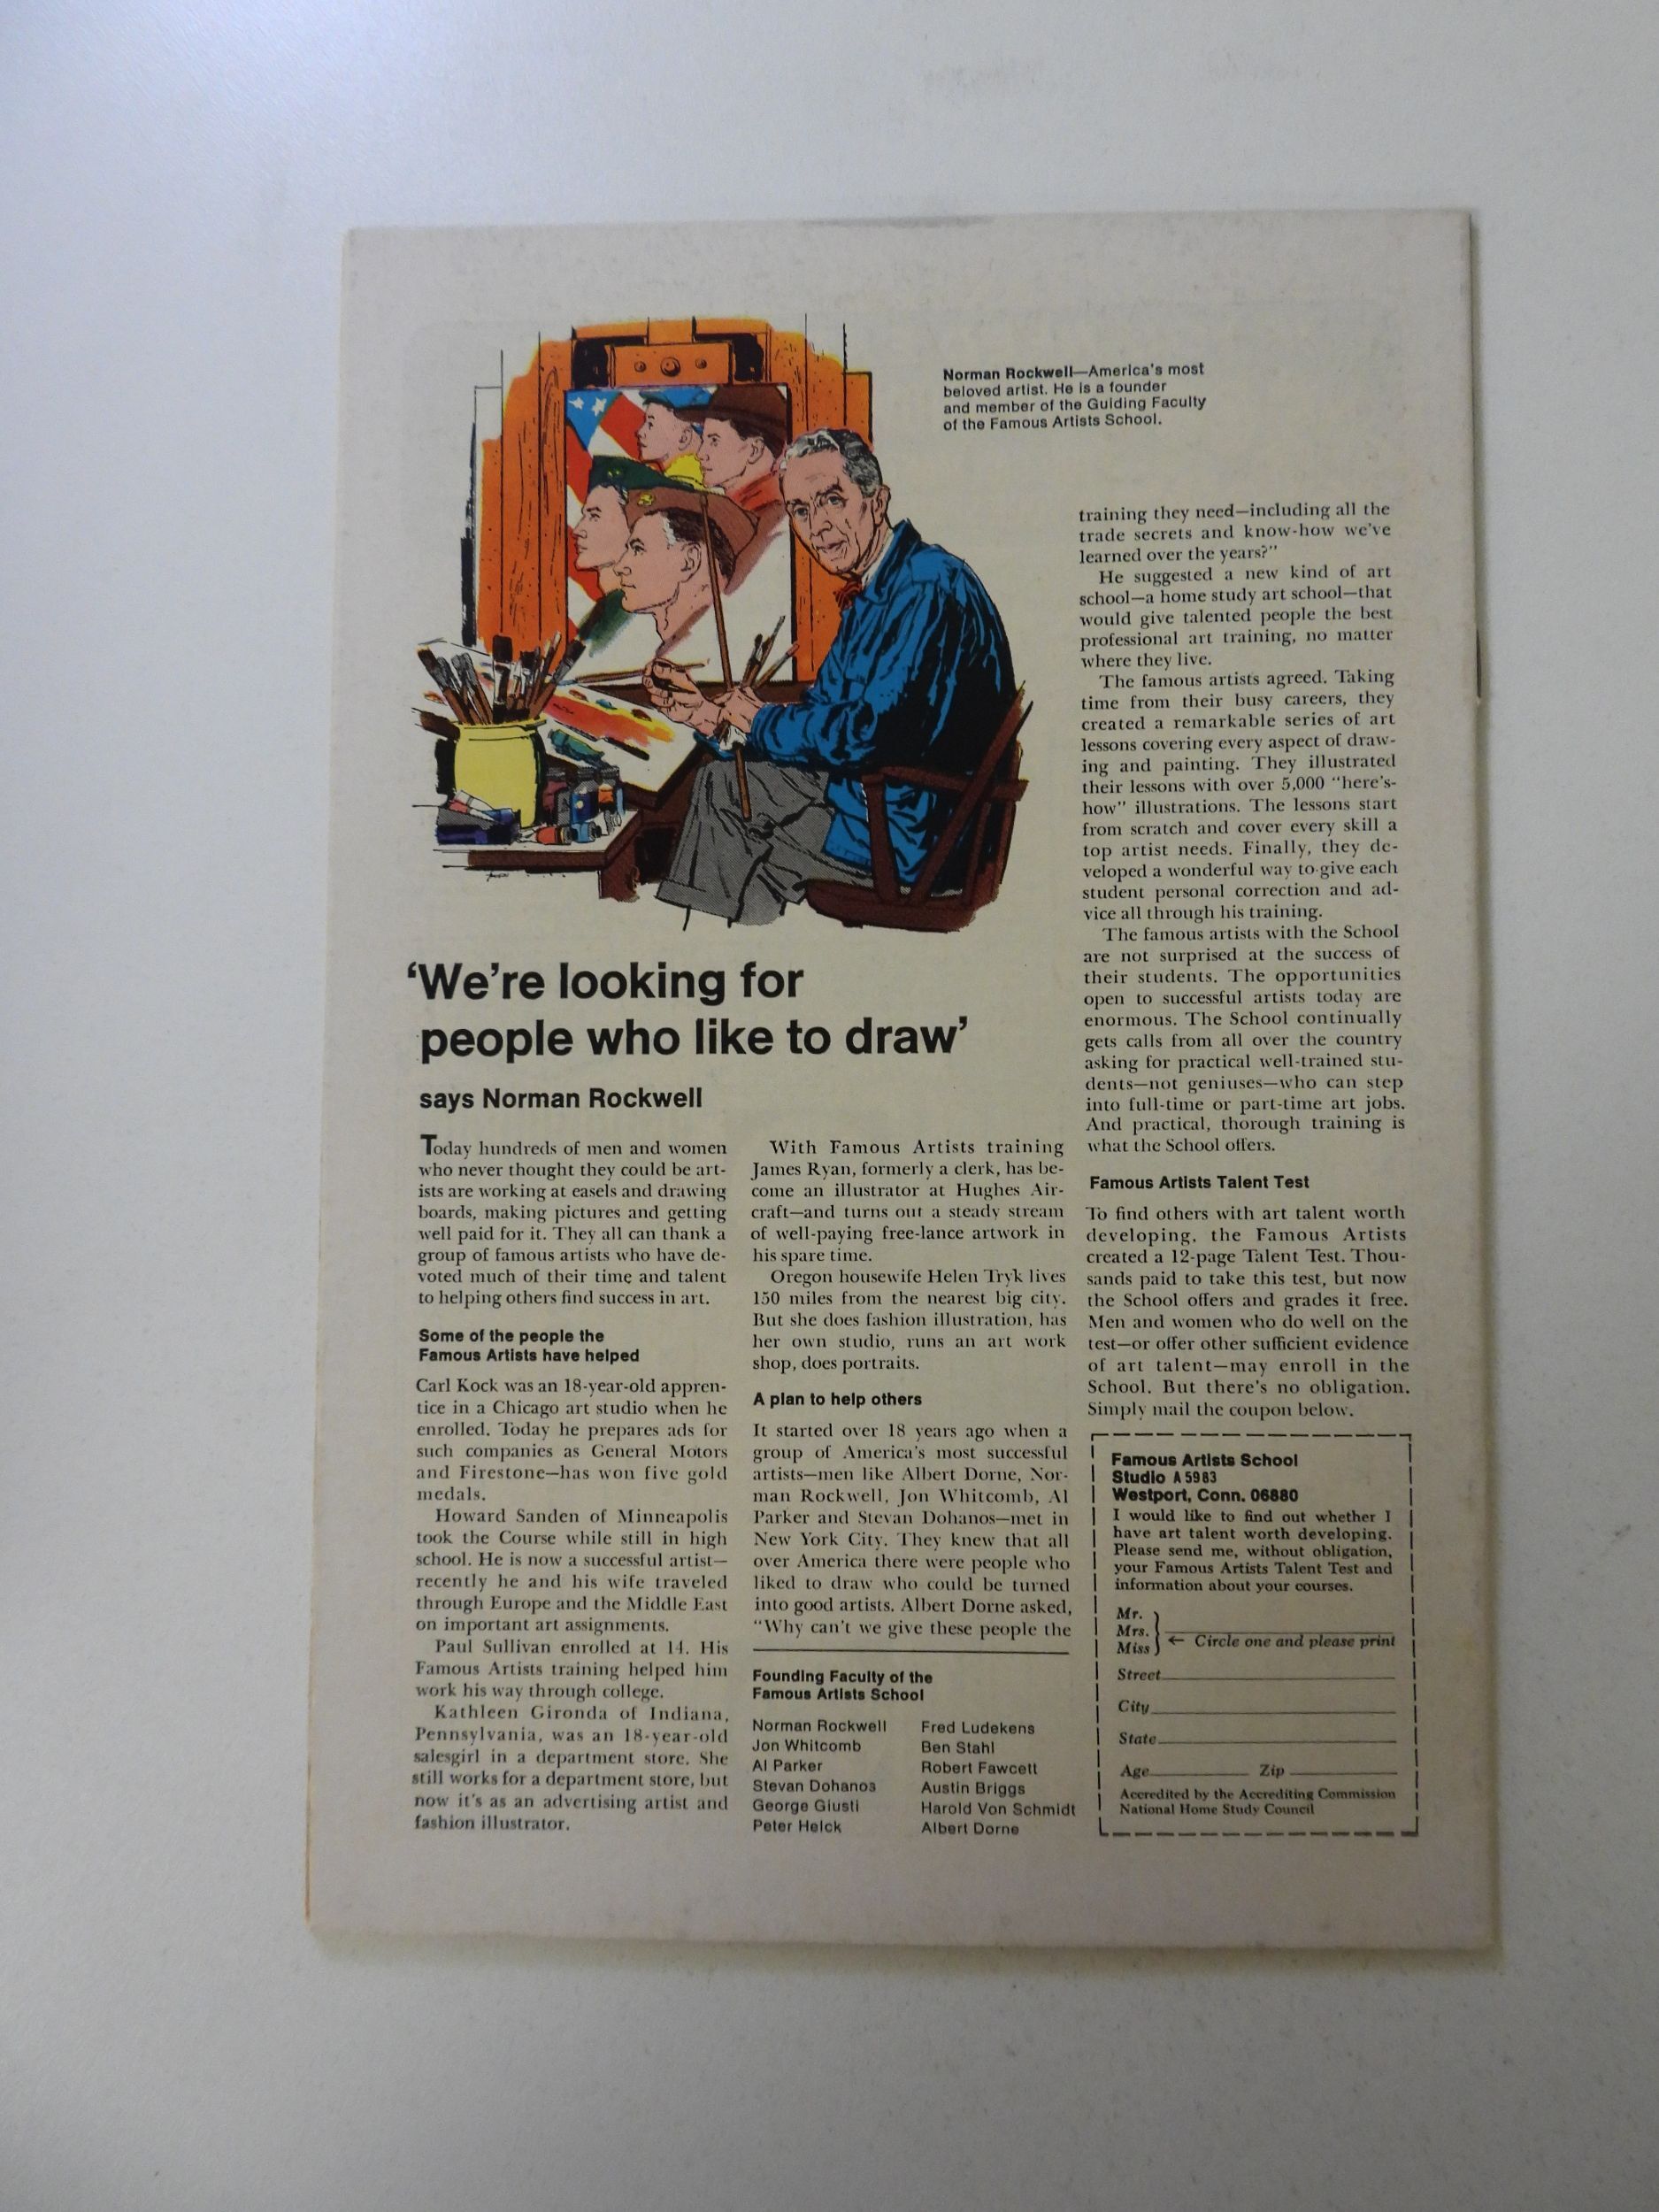 Norman Rockwell—America's most
beloved artist. He is a founder
and member of the Guiding Faculty
of the Famous Artists School.
'We're looking for
people who like to draw'
says Norman Rockwell
Today hundreds of men and women
who never thought they could be art-
ists are working at easels and drawing
boards, making pictures and getting
well paid for it. They all can thank a
group of famous artists who have de-
voted much of their time and talent
to helping others find success in art.
Some of the people the
Famous Artists have helped
Carl Kock was an 18-year-old appren-
tice in a Chicago art studio when he
enrolled. Today he prepares ads for
such companies as General Motors
and Firestone—has won five gold
medals.
Howard Sanden of Minneapolis
took the Course while still in high
school. He is now a successful artist—
recently he and his wife traveled
through Europe and the Middle East
on important art assignments.
Paul Sullivan enrolled at 14. His
Famous Artists training helped him
work his way through college.
Kathleen Gironda of Indiana,
Pennsylvania, was an 18-year-old
salesgirl in a department store. She
still works for a department store, but
now it's as an advertising artist and
fashion illustrator.
With Famous Artists training
James Ryan, formerly a clerk, has be-
come an illustrator at Hughes Air-
craft—and turns out a steady stream
of well-paying free-lance artwork in
his spare time.
Oregon housewife Helen Tryk lives
150 miles from the nearest big city.
But she does fashion illustration, has
her own studio, runs an art work
shop, does portraits.
A plan to help others
It started over 18 years ago when a
group of America's most successful
artists—men like Albert Dorne, Nor-
man Rockwell, Jon Whitcomb, Al
Parker and Stevan Dohanos—met in
New York City. They knew that all
over America there were people who
liked to draw who could be turned
into good artists. Albert Dorne asked,
"Why can't we give these people the
training they need—including all the
trade secrets and know-how we've
learned over the years?"
He suggested a new kind of art
school—a home study art school—that
would give talented people the best
professional art training, no matter
where they live.
The famous artists agreed. Taking
time from their busy careers, they
created a remarkable series of art
lessons covering every aspect of draw-
ing and painting. They illustrated
their lessons with over 5,000 "here's-
how" illustrations. The lessons start
from scratch and cover every skill a
top artist needs. Finally, they de-
veloped a wonderful way to give each
student personal correction and ad-
vice all through his training.
The famous artists with the School
are not surprised at the success of
their students. The opportunities
open to successful artists today are
enormous. The School continually
gets calls from all over the country
asking for practical well-trained stu-
dents—not geniuses—who can step
into full-time or part-time art jobs.
And practical, thorough training is
what the School offers.
Famous Artists Talent Test
To find others with art talent worth
developing, the Famous Artists
created a 12-page Talent Test. Thou-
sands paid to take this test, but now
the School offers and grades it free.
Men and women who do well on the
test—or offer other sufficient evidence
of art talent—may enroll in the
School. But there's no obligation.
Simply mail the coupon below.
Founding Faculty of the
Famous Artists School
Norman Rockwell
Jon Whitcomb
Al Parker
Stevan Dohanos
George Giusti
Peter Helck
Fred Ludekens
Ben Stahl
Robert Fawcett
Austin Briggs
Harold Von Schmidt
Albert Dorne
Famous Artists School
Studio A5983
Westport, Conn. 06880
I would like to find out whether I
have art talent worth developing.
Please send me, without obligation,
your Famous Artists Talent Test and
information about your courses.
Mr.
Mrs.
Miss
← Circle one and please print
Street
City
State
Age Zip
Accredited by the Accrediting Commission
National Home Study Council